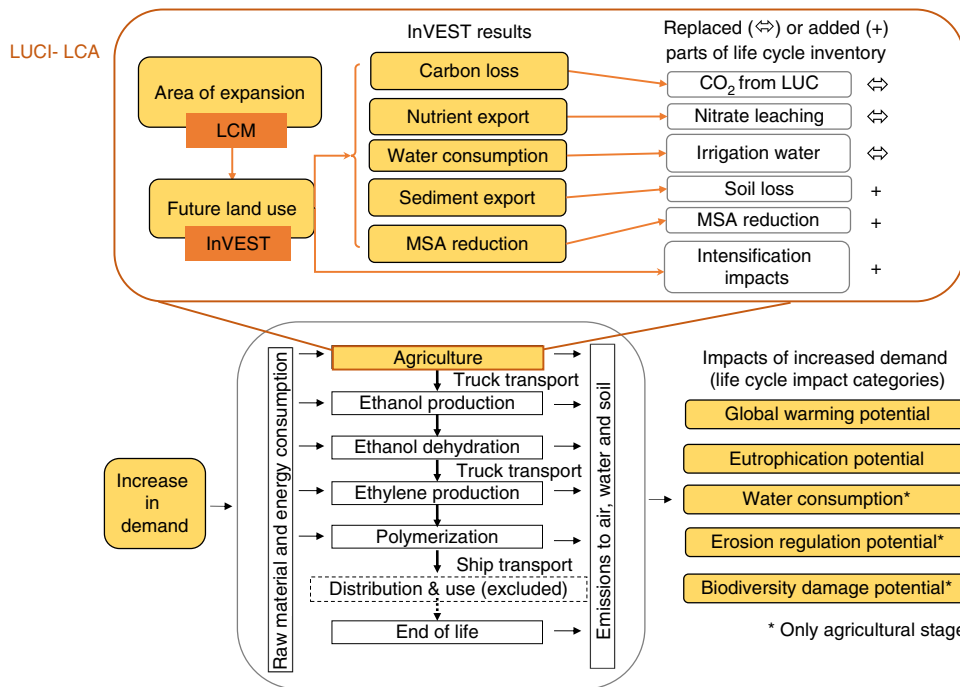 LUCI- LCA
InVEST results
Replaced (⇔) or added (+)
parts of life cycle inventory
Area of expansion
LCM
Future land use
InVEST
Carbon loss
CO2 from LUC ⇔
Nutrient export
Nitrate leaching ⇔
Water consumption
Irrigation water ⇔
Sediment export
Soil loss +
MSA reduction
MSA reduction +
Intensification
impacts +
Increase
in
demand
Raw material and energy consumption
Agriculture
Truck transport
Ethanol production
Ethanol dehydration
Truck transport
Ethylene production
Polymerization
Ship transport
Distribution & use (excluded)
End of life
Emissions to air, water and soil
Impacts of increased demand
(life cycle impact categories)
Global warming potential
Eutrophication potential
Water consumption*
Erosion regulation potential*
Biodiversity damage potential*
* Only agricultural stage